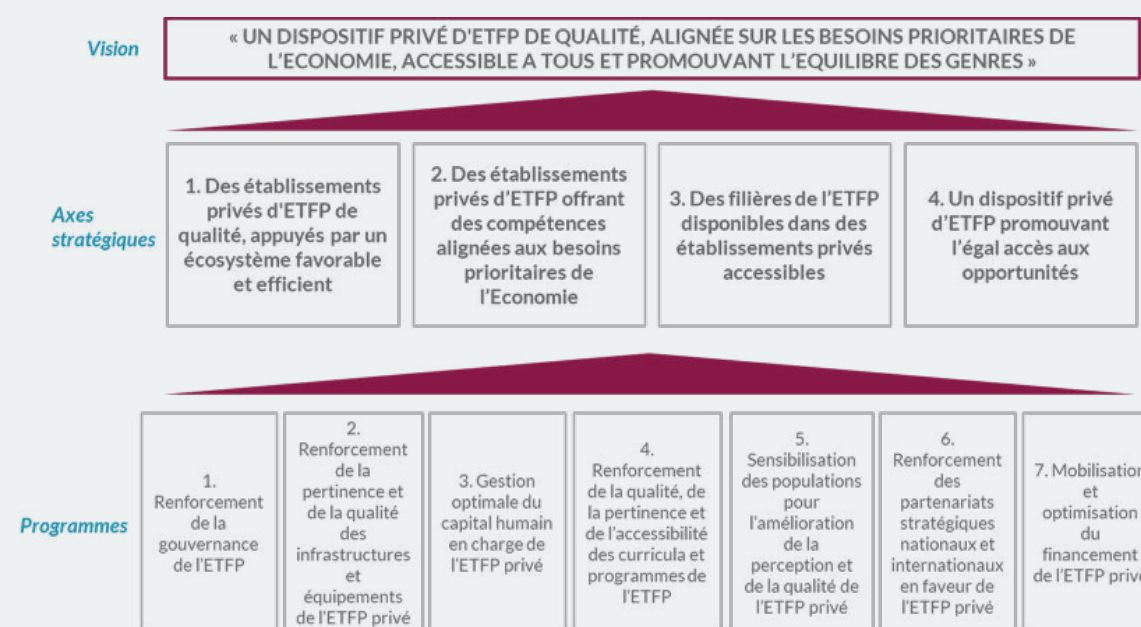 Vision
« UN DISPOSITIF PRIVÉ D'ETFP DE QUALITÉ, ALIGNÉE SUR LES BESOINS PRIORITAIRES DE
L'ECONOMIE, ACCESSIBLE A TOUS ET PROMOUVANT L'EQUILIBRE DES GENRES »
Axes
stratégiques
1. Des établissements
privés d'ETFP de
qualité, appuyés par un
écosystème favorable
et efficient
2. Des établissements
privés d'ETFP offrant
des compétences
alignées aux besoins
prioritaires de
l'Economie
3. Des filières de l'ETFP
disponibles dans des
établissements privés
accessibles
4. Un dispositif privé
d'ETFP promouvant
l'égal accès aux
opportunités
Programmes
1.
Renforcement
de la
gouvernance
de l'ETFP
2.
Renforcement
de la
pertinence et
de la qualité
des
infrastructures
et
équipements
de l'ETFP privé
3. Gestion
optimale du
capital humain
en charge de
l'ETFP privé
4.
Renforcement
de la qualité, de
la pertinence et
de l'accessibilité
des curricula et
programmes de
l'ETFP
5.
Sensibilisation
des populations
pour
l'amélioration
de la
perception et
de la qualité de
l'ETFP privé
6.
Renforcement
des
partenariats
stratégiques
nationaux et
internationaux
en faveur de
l'ETFP privé
7. Mobilisation
et
optimisation
du
financement
de l'ETFP privé